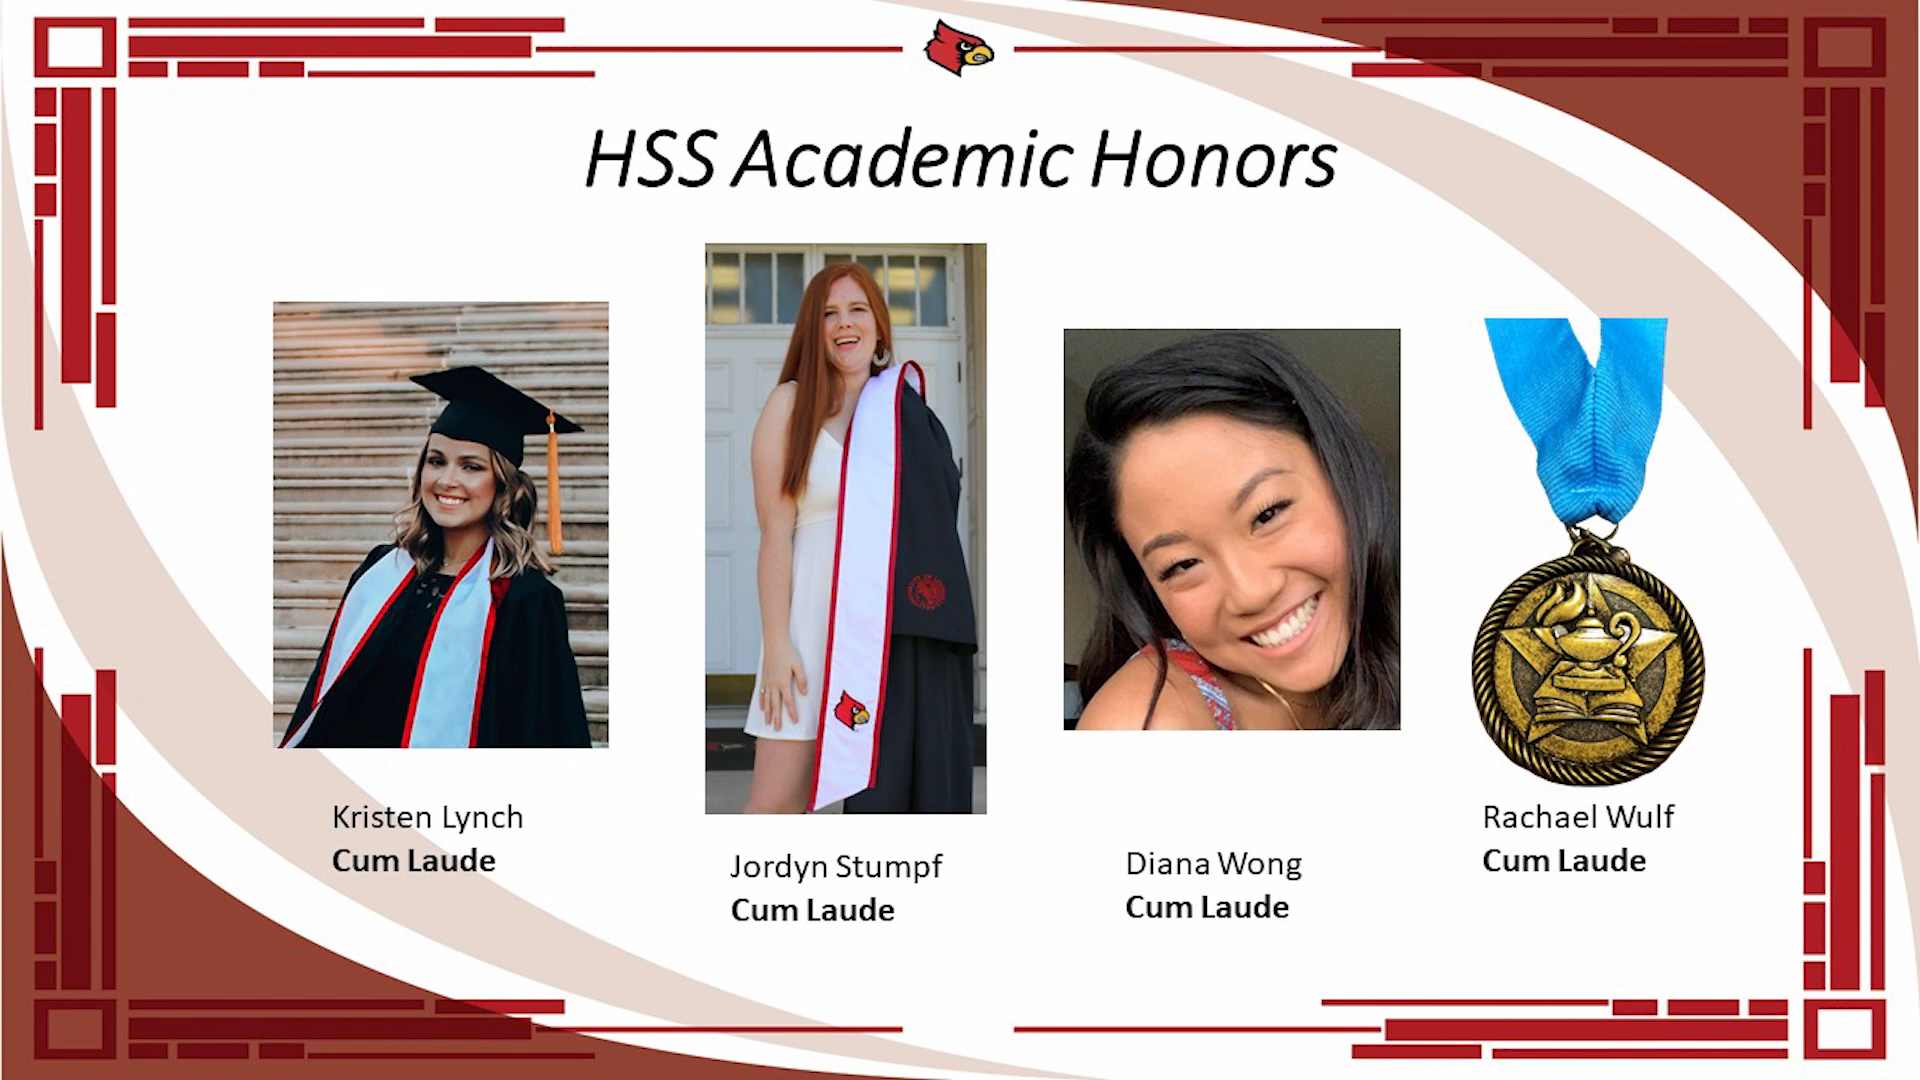 HSS Academic Honors
Kristen Lynch
Cum Laude
Jordyn Stumpf
Cum Laude
Diana Wong
Cum Laude
Rachael Wulf
Cum Laude